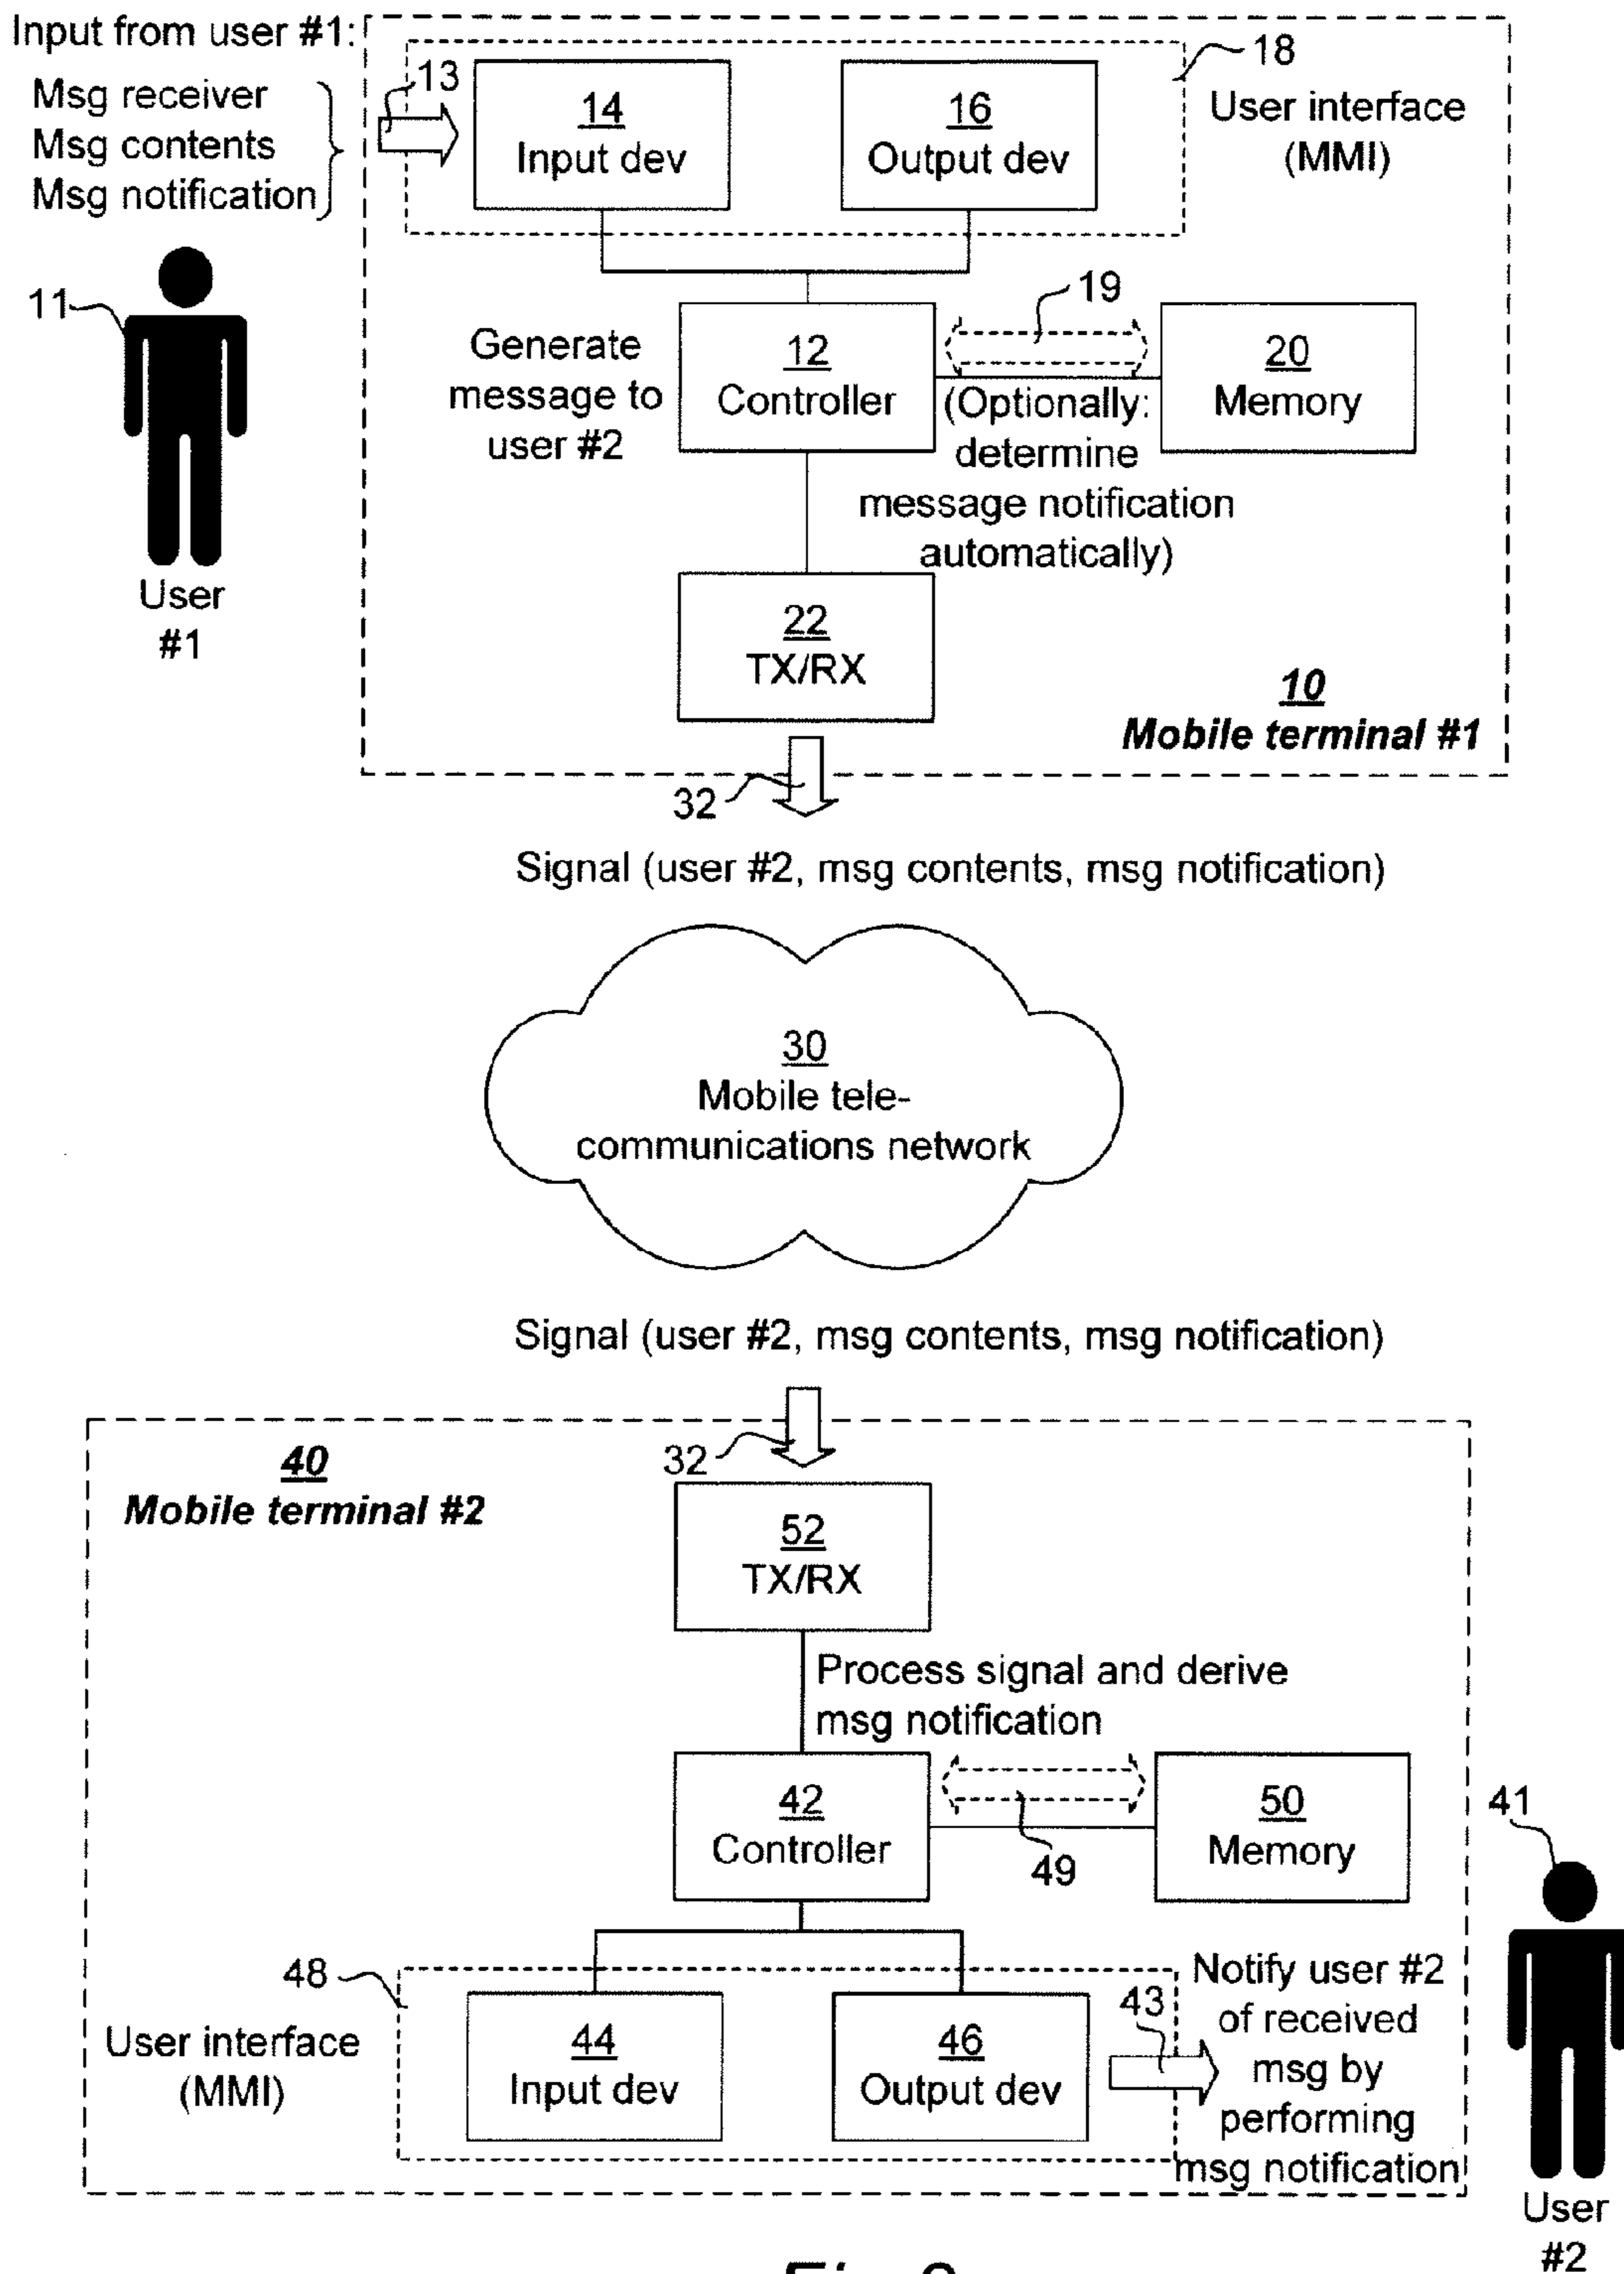 Input from user #1:
Msg receiver
Msg contents
Msg notification
13
14
Input dev
16
Output dev
18
User interface
(MMI)
11
User
#1
Generate
message to
user #2
12
Controller
19
20
Memory
(Optionally:
determine
message notification
automatically)
22
TX/RX
10
Mobile terminal #1
32
Signal (user #2, msg contents, msg notification)
30
Mobile tele-
communications network
Signal (user #2, msg contents, msg notification)
32
40
Mobile terminal #2
52
TX/RX
Process signal and derive
msg notification
42
Controller
49
50
Memory
41
48
User interface
(MMI)
44
Input dev
46
Output dev
43
Notify user #2
of received
msg by
performing
msg notification
User
#2